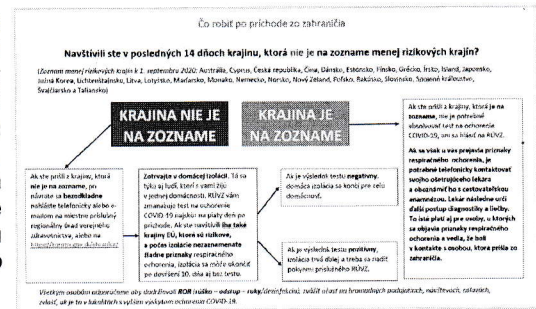 Čo robiť po príchode zo zahraničia
Navštívili ste v posledných 14 dňoch krajinu, ktorá nie je na zozname menej rizikových krajín?
(Zoznam menej rizikových krajín k 1. septembru 2020: Austrália, Cyprus, Česká republika, Čína, Dánsko, Estónsko, Fínsko, Grécko, Írsko, Island, Japonsko,
Južná Kórea, Lichtenštajnsko, Litva, Lotyšsko, Maďarsko, Monako, Nemecko, Nórsko, Nový Zéland, Poľsko, Rakúsko, Slovinsko, Spojené kráľovstvo,
Švajčiarsko a Taliansko)
KRAJINA NIE JE
NA ZOZNAME
KRAJINA JE
NA ZOZNAME
Ak ste prišli z krajiny, ktorá
nie je na zozname, po
návrate sa bezodkladne
nahláste telefonicky alebo e-
mailom na miestne príslušný
regionálny úrad verejného
zdravotníctva, alebo na
Zotrvajte v domácej izolácii. Tá sa
týka aj ľudí, ktorí s vami žijú
v jednej domácnosti. RÚVZ vám
zmanažuje test na ochorenie
COVID-19 najskôr na piaty deň po
príchode. Ak ste navštívili iba také
krajiny EÚ, ktoré sú rizikové,
a počas izolácie nezaznamenáte
žiadne príznaky respiračného
ochorenia, izolácia sa môže ukončiť
po dovŕšení 10. dňa aj bez testu.
Ak je výsledok testu negatívny,
domáca izolácia sa končí pre celú
domácnosť.
Ak je výsledok testu pozitívny,
izolácia trvá ďalej a treba sa riadiť
pokynmi príslušného RÚVZ.
Ak ste prišli z krajiny, ktorá je na
zozname, nie je potrebné
absolvovať test na ochorenie
COVID-19, ani sa hlásiť na RÚVZ.
Ak sa však u vás prejavia príznaky
respiračného ochorenia, je
potrebné telefonicky kontaktovať
svojho ošetrujúceho lekára
a oboznámiť ho s cestovateľskou
anamnézou. Lekár následne určí
ďalší postup diagnostiky a liečby.
To isté platí aj pre osoby, u ktorých
sa objavia príznaky respiračného
ochorenia a vedia, že boli
v kontakte s osobou, ktorá prišla zo
zahraničia.
Všetkým osobám odporúčame aby dodržiavali ROR (rúško – odstup – ruky/dezinfekcia), zvážili účasť na hromadných podujatiach, návštevách, oslavách,
zvlášť, ak je to v lokalitách s vyšším výskytom ochorenia COVID-19.